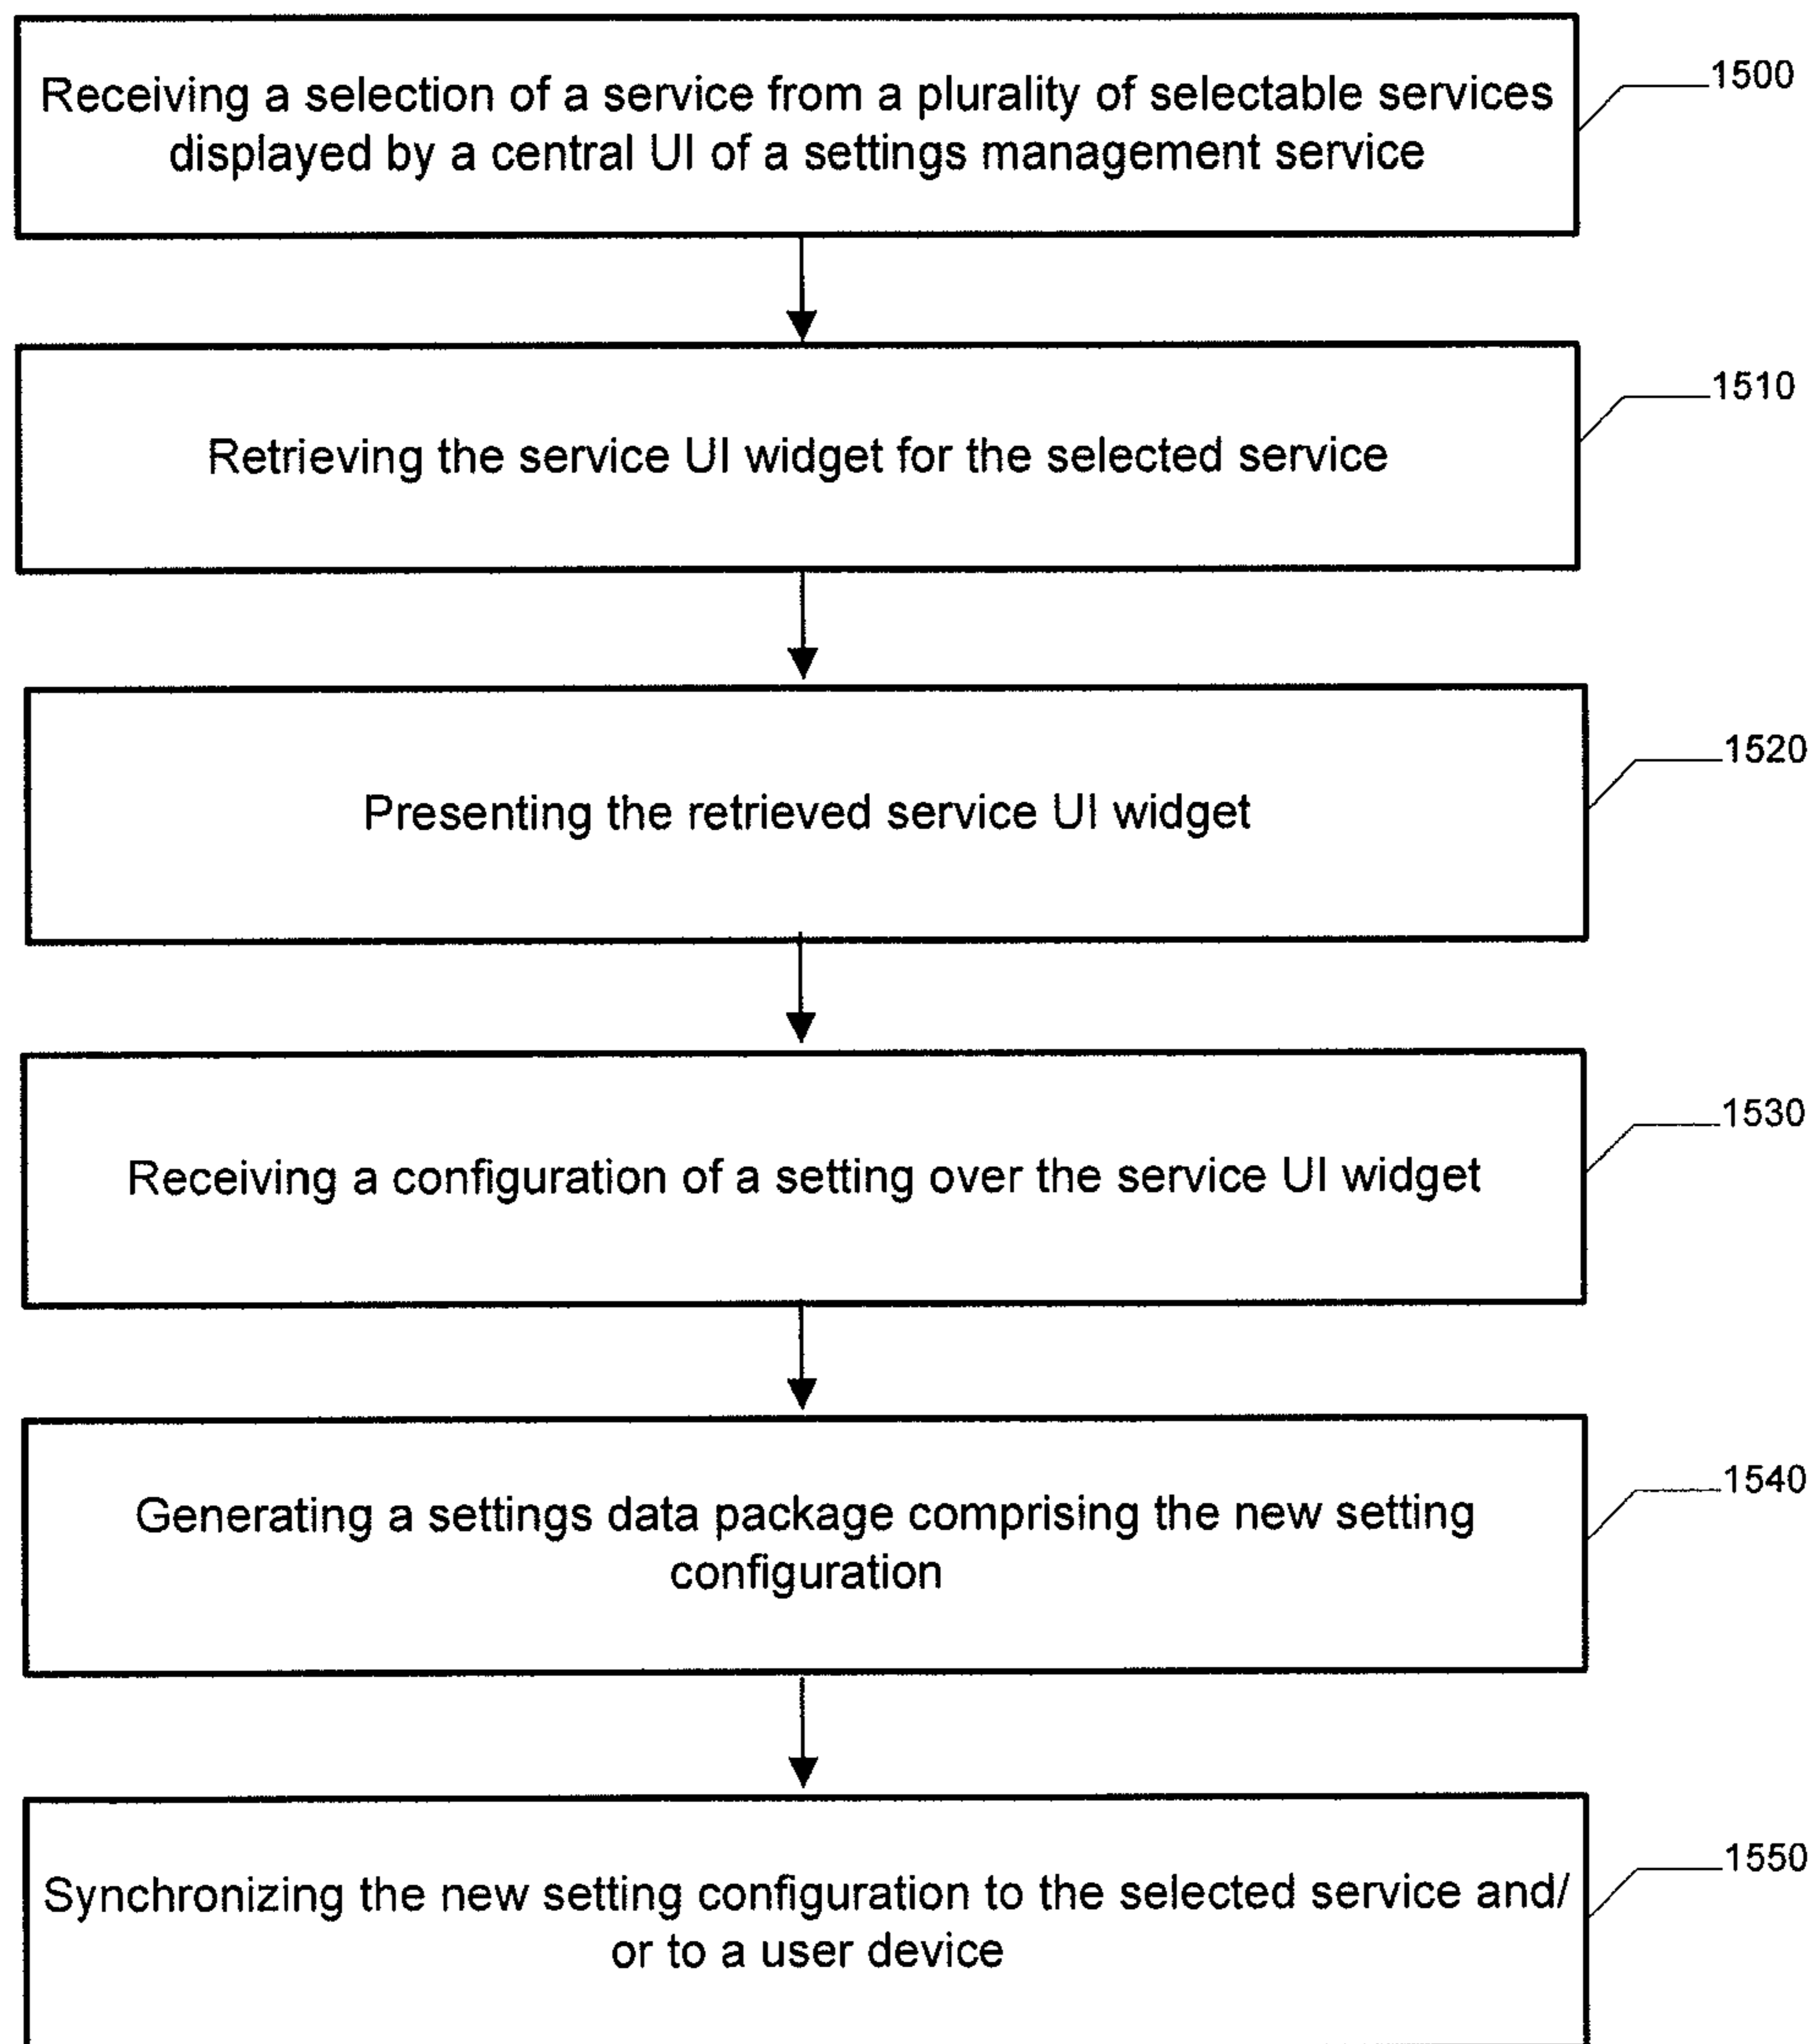 Receiving a selection of a service from a plurality of selectable services
displayed by a central UI of a settings management service
1500
Retrieving the service UI widget for the selected service
1510
Presenting the retrieved service UI widget
1520
Receiving a configuration of a setting over the service UI widget
1530
Generating a settings data package comprising the new setting
configuration
1540
Synchronizing the new setting configuration to the selected service and/
or to a user device
1550